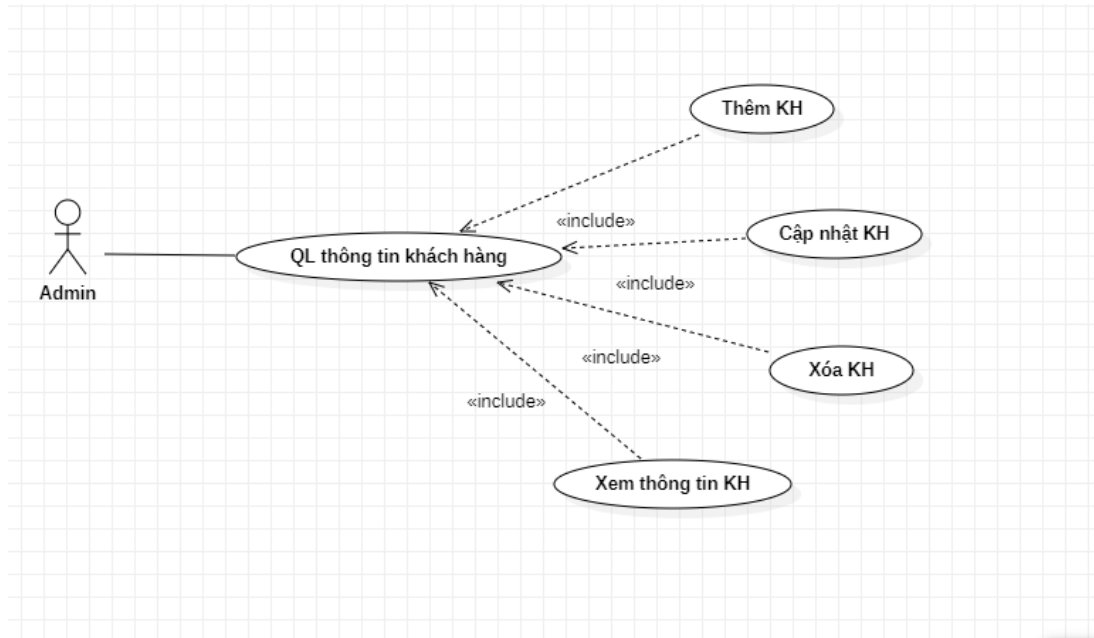 Thêm KH
«include»
Cập nhật KH
QL thông tin khách hàng
Admin
«include»
«include»
Xóa KH
«include»
Xem thông tin KH